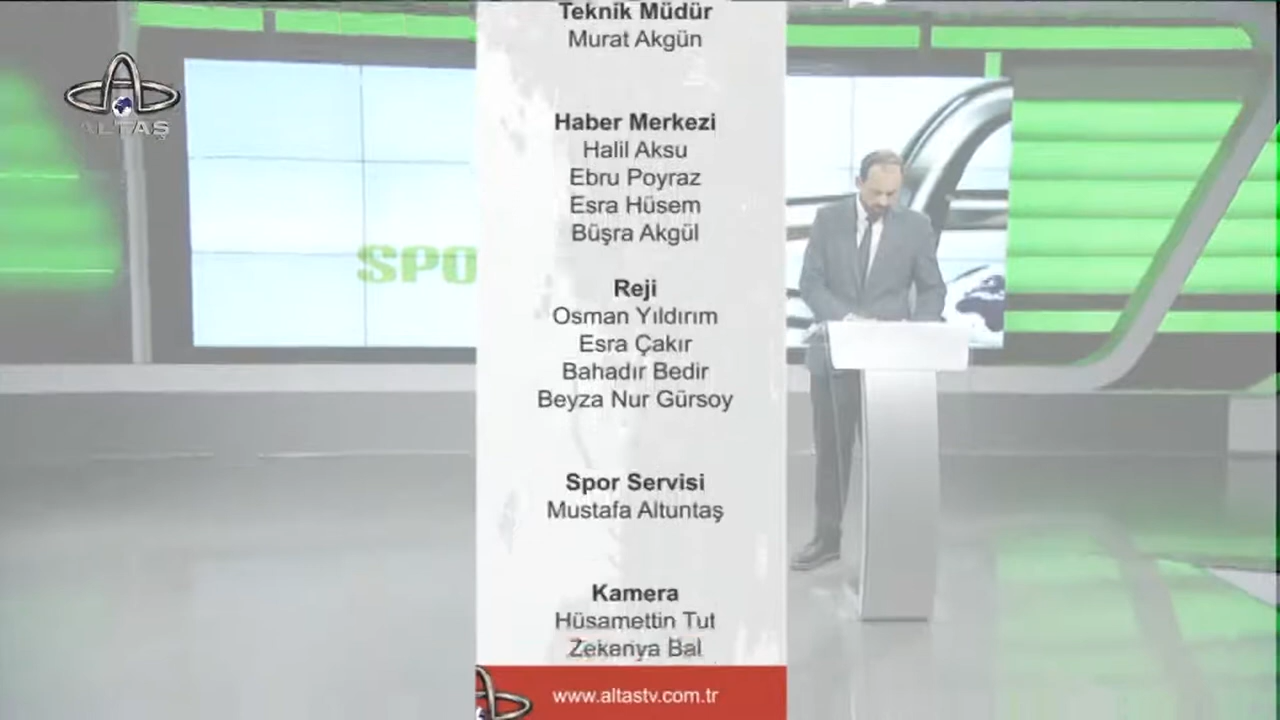 ALTAŞ
SPO
Teknik Müdür
Murat Akgün
Haber Merkezi
Halil Aksu
Ebru Poyraz
Esra Hüsem
Büşra Akgül
Reji
Osman Yıldırım
Esra Çakır
Bahadır Bedir
Beyza Nur Gürsoy
Spor Servisi
Mustafa Altuntaş
Kamera
Hüsamettin Tut
Zekeriya Bal
www.altastv.com.tr